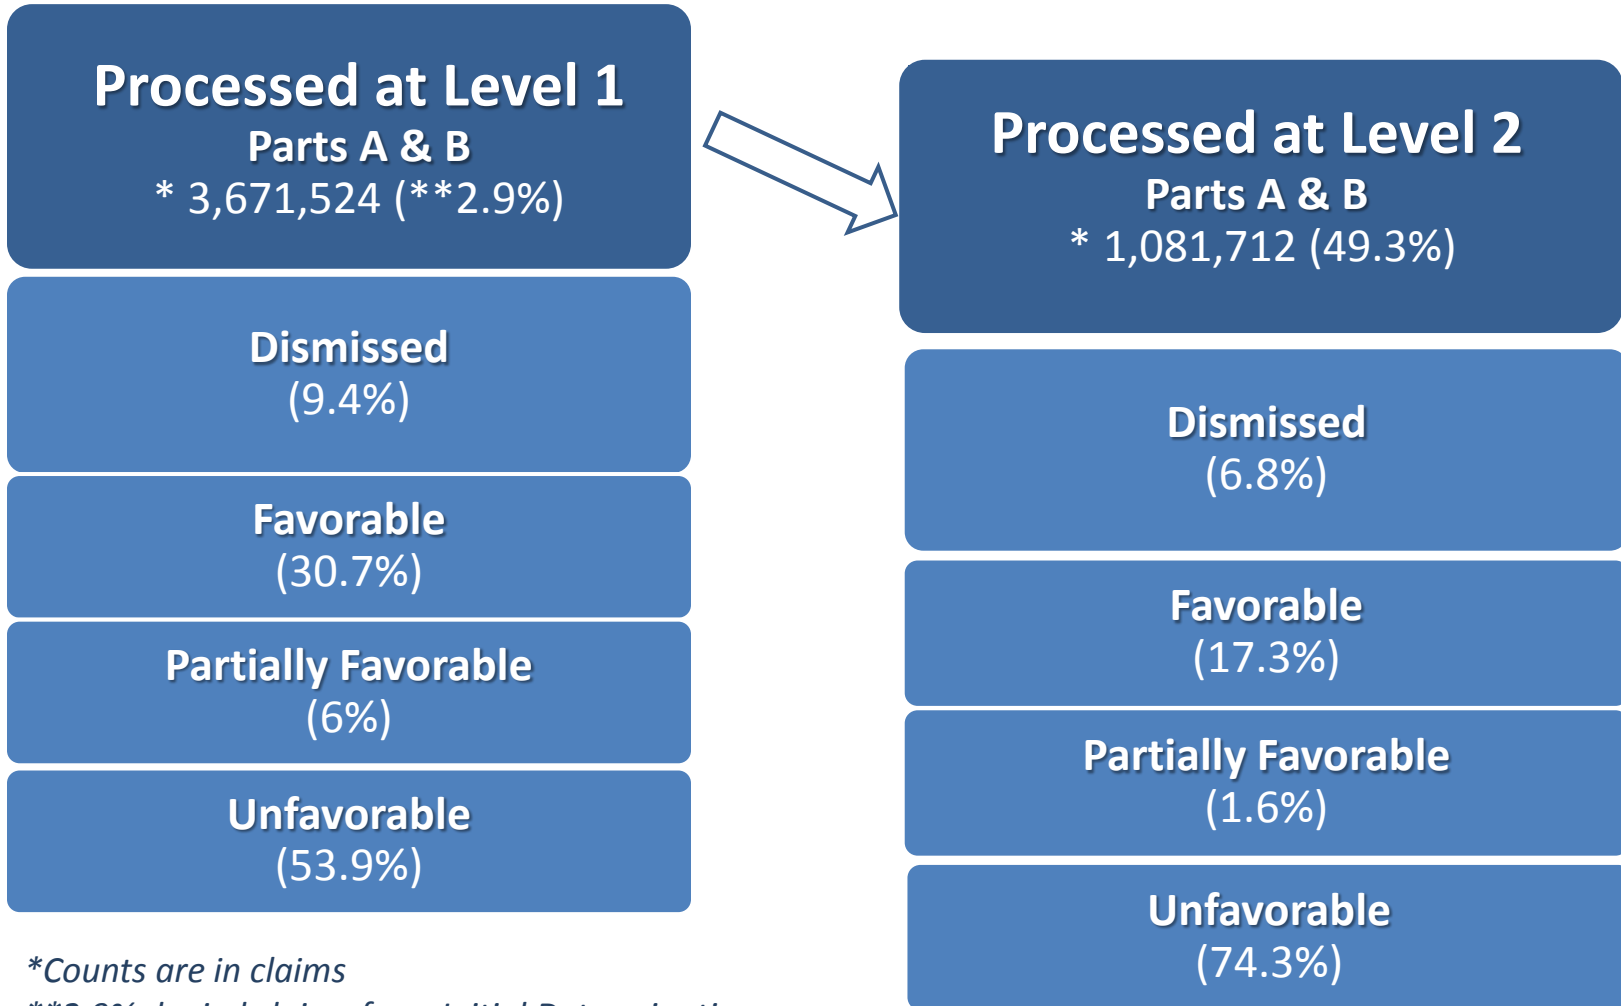 Processed at Level 1
Parts A & B
* 3,671,524 (**2.9%)
Dismissed
(9.4%)
Favorable
(30.7%)
Partially Favorable
(6%)
Unfavorable
(53.9%)
*Counts are in claims
Processed at Level 2
Parts A & B
* 1,081,712 (49.3%)
Dismissed
(6.8%)
Favorable
(17.3%)
Partially Favorable
(1.6%)
Unfavorable
(74.3%)